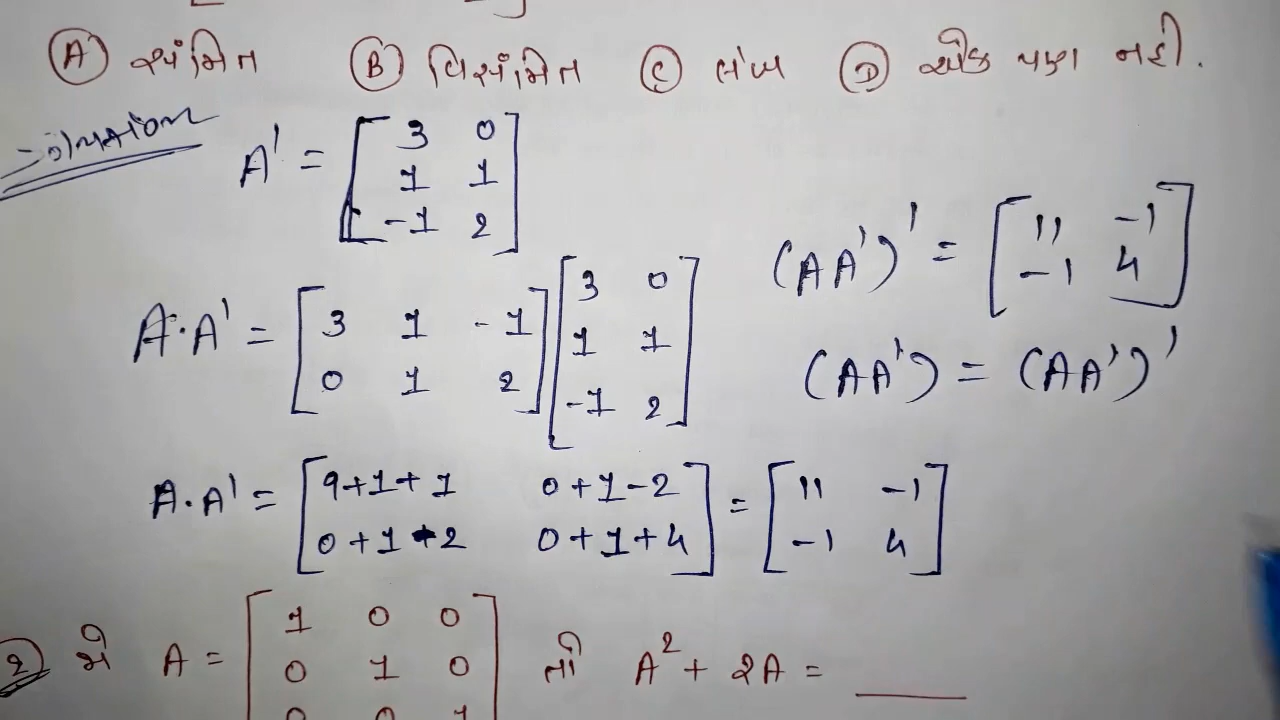 (A) સંમિત (B) વિસંમિત (C) લંબ (D) એક પણ નહી.
Solution
A' = [3 0
1 1
-1 2]
(AA')' = [11 -1
-1 4]
A·A' = [3 1 -1
0 1 2] [3 0
1 1
-1 2]
(AA') = (AA')'
A.A' = [9+1+1 0+1-2
0+1-2 0+1+4] = [11 -1
-1 4]
(2) જો A = [1 0 0
0 1 0
0 0 1 તો A² + 2A = ____